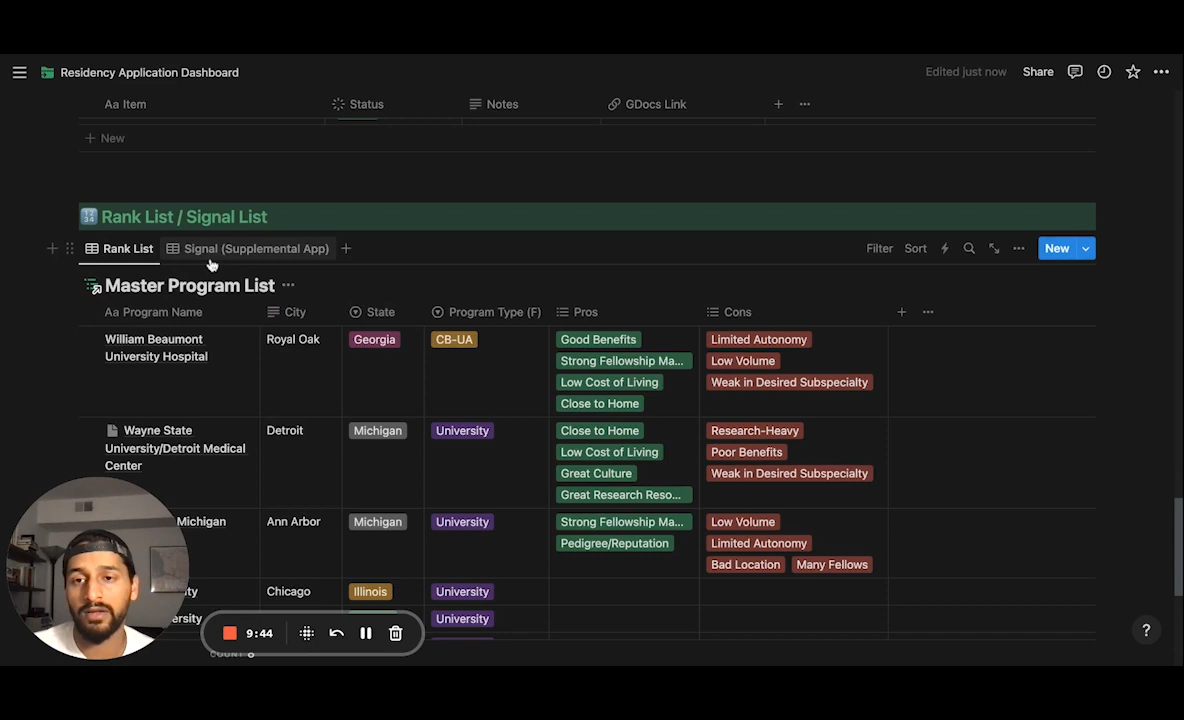 Residency Application Dashboard
Edited just now
Share
Aa Item
Status
Notes
GDocs Link
+ New
Rank List / Signal List
Rank List
Signal (Supplemental App)
Filter
Sort
New
Master Program List
Aa Program Name
City
State
Program Type (F)
Pros
Cons
William Beaumont
University Hospital
Royal Oak
Georgia
CB-UA
Good Benefits
Strong Fellowship Ma...
Low Cost of Living
Close to Home
Limited Autonomy
Low Volume
Weak in Desired Subspecialty
Wayne State
University/Detroit Medical
Center
Detroit
Michigan
University
Close to Home
Low Cost of Living
Great Culture
Great Research Reso...
Research-Heavy
Poor Benefits
Weak in Desired Subspecialty
Michigan
Ann Arbor
Michigan
University
Strong Fellowship Ma...
Pedigree/Reputation
Low Volume
Limited Autonomy
Bad Location
Many Fellows
Chicago
Illinois
University
University
9:44
?